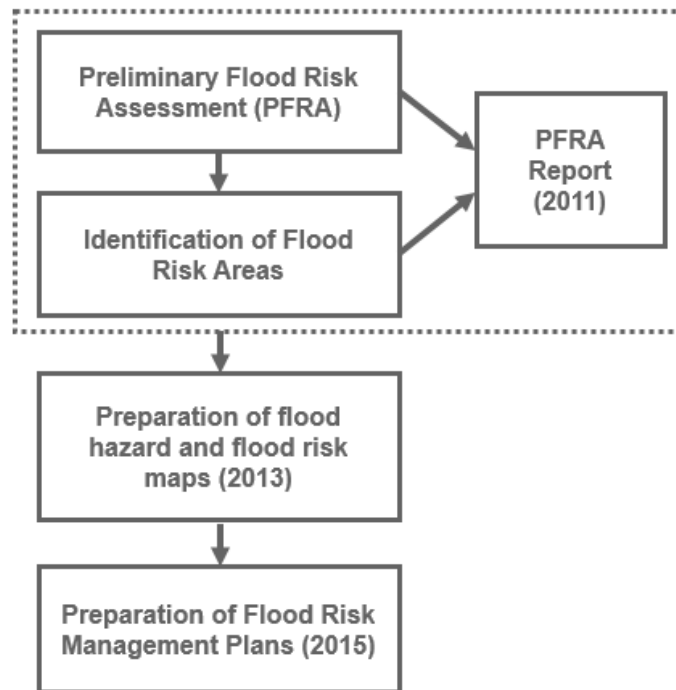 Preliminary Flood Risk
Assessment (PFRA)
PFRA
Report
(2011)
Identification of Flood
Risk Areas
Preparation of flood
hazard and flood risk
maps (2013)
Preparation of Flood Risk
Management Plans (2015)